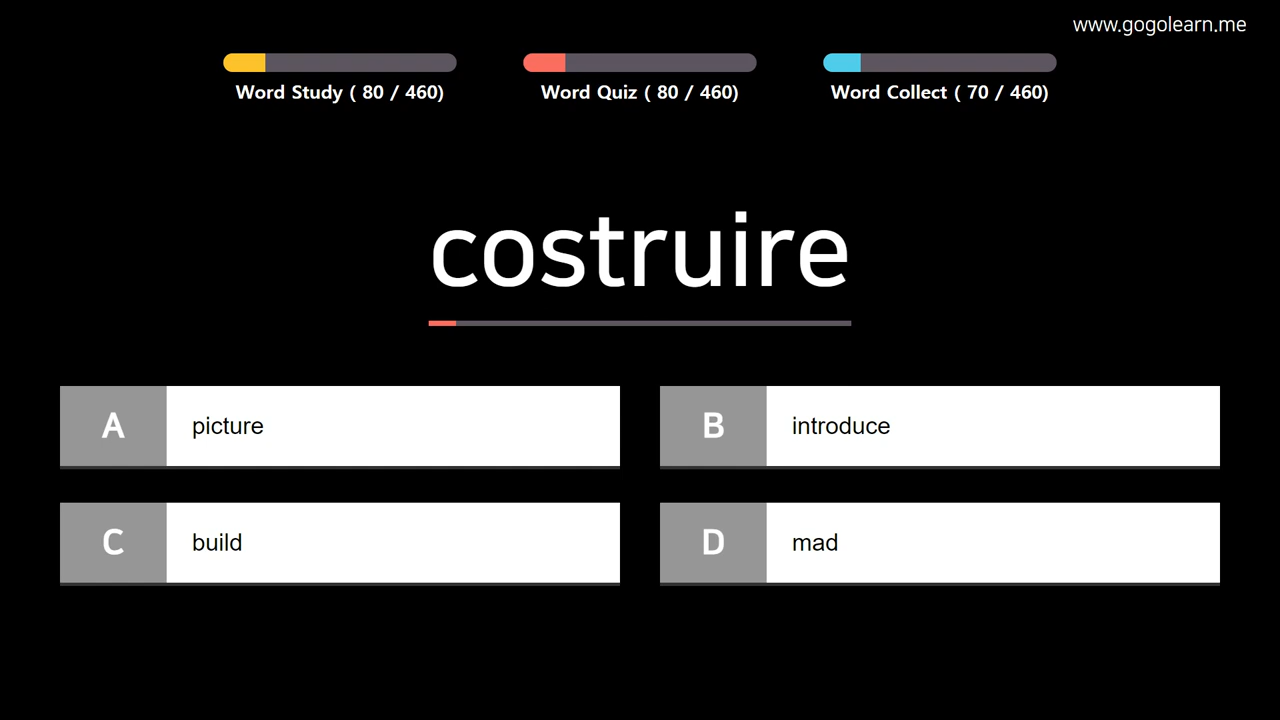 www.gogolearn.me
Word Study ( 80 / 460)
Word Quiz ( 80 / 460)
Word Collect ( 70 / 460)
costruire
A
picture
B
introduce
C
build
D
mad